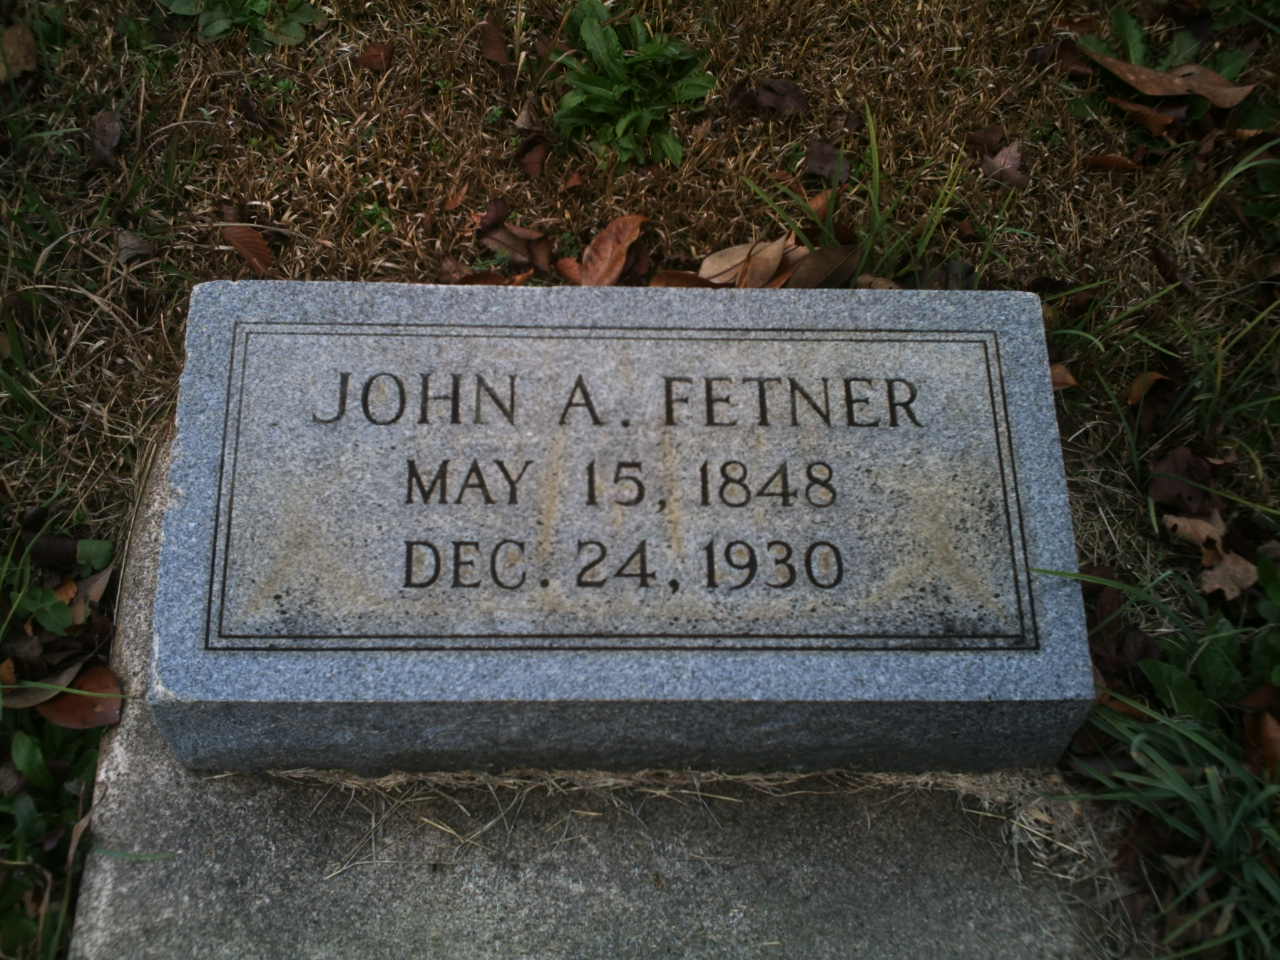 JOHN A. FETNER
MAY 15, 1848
DEC. 24, 1930